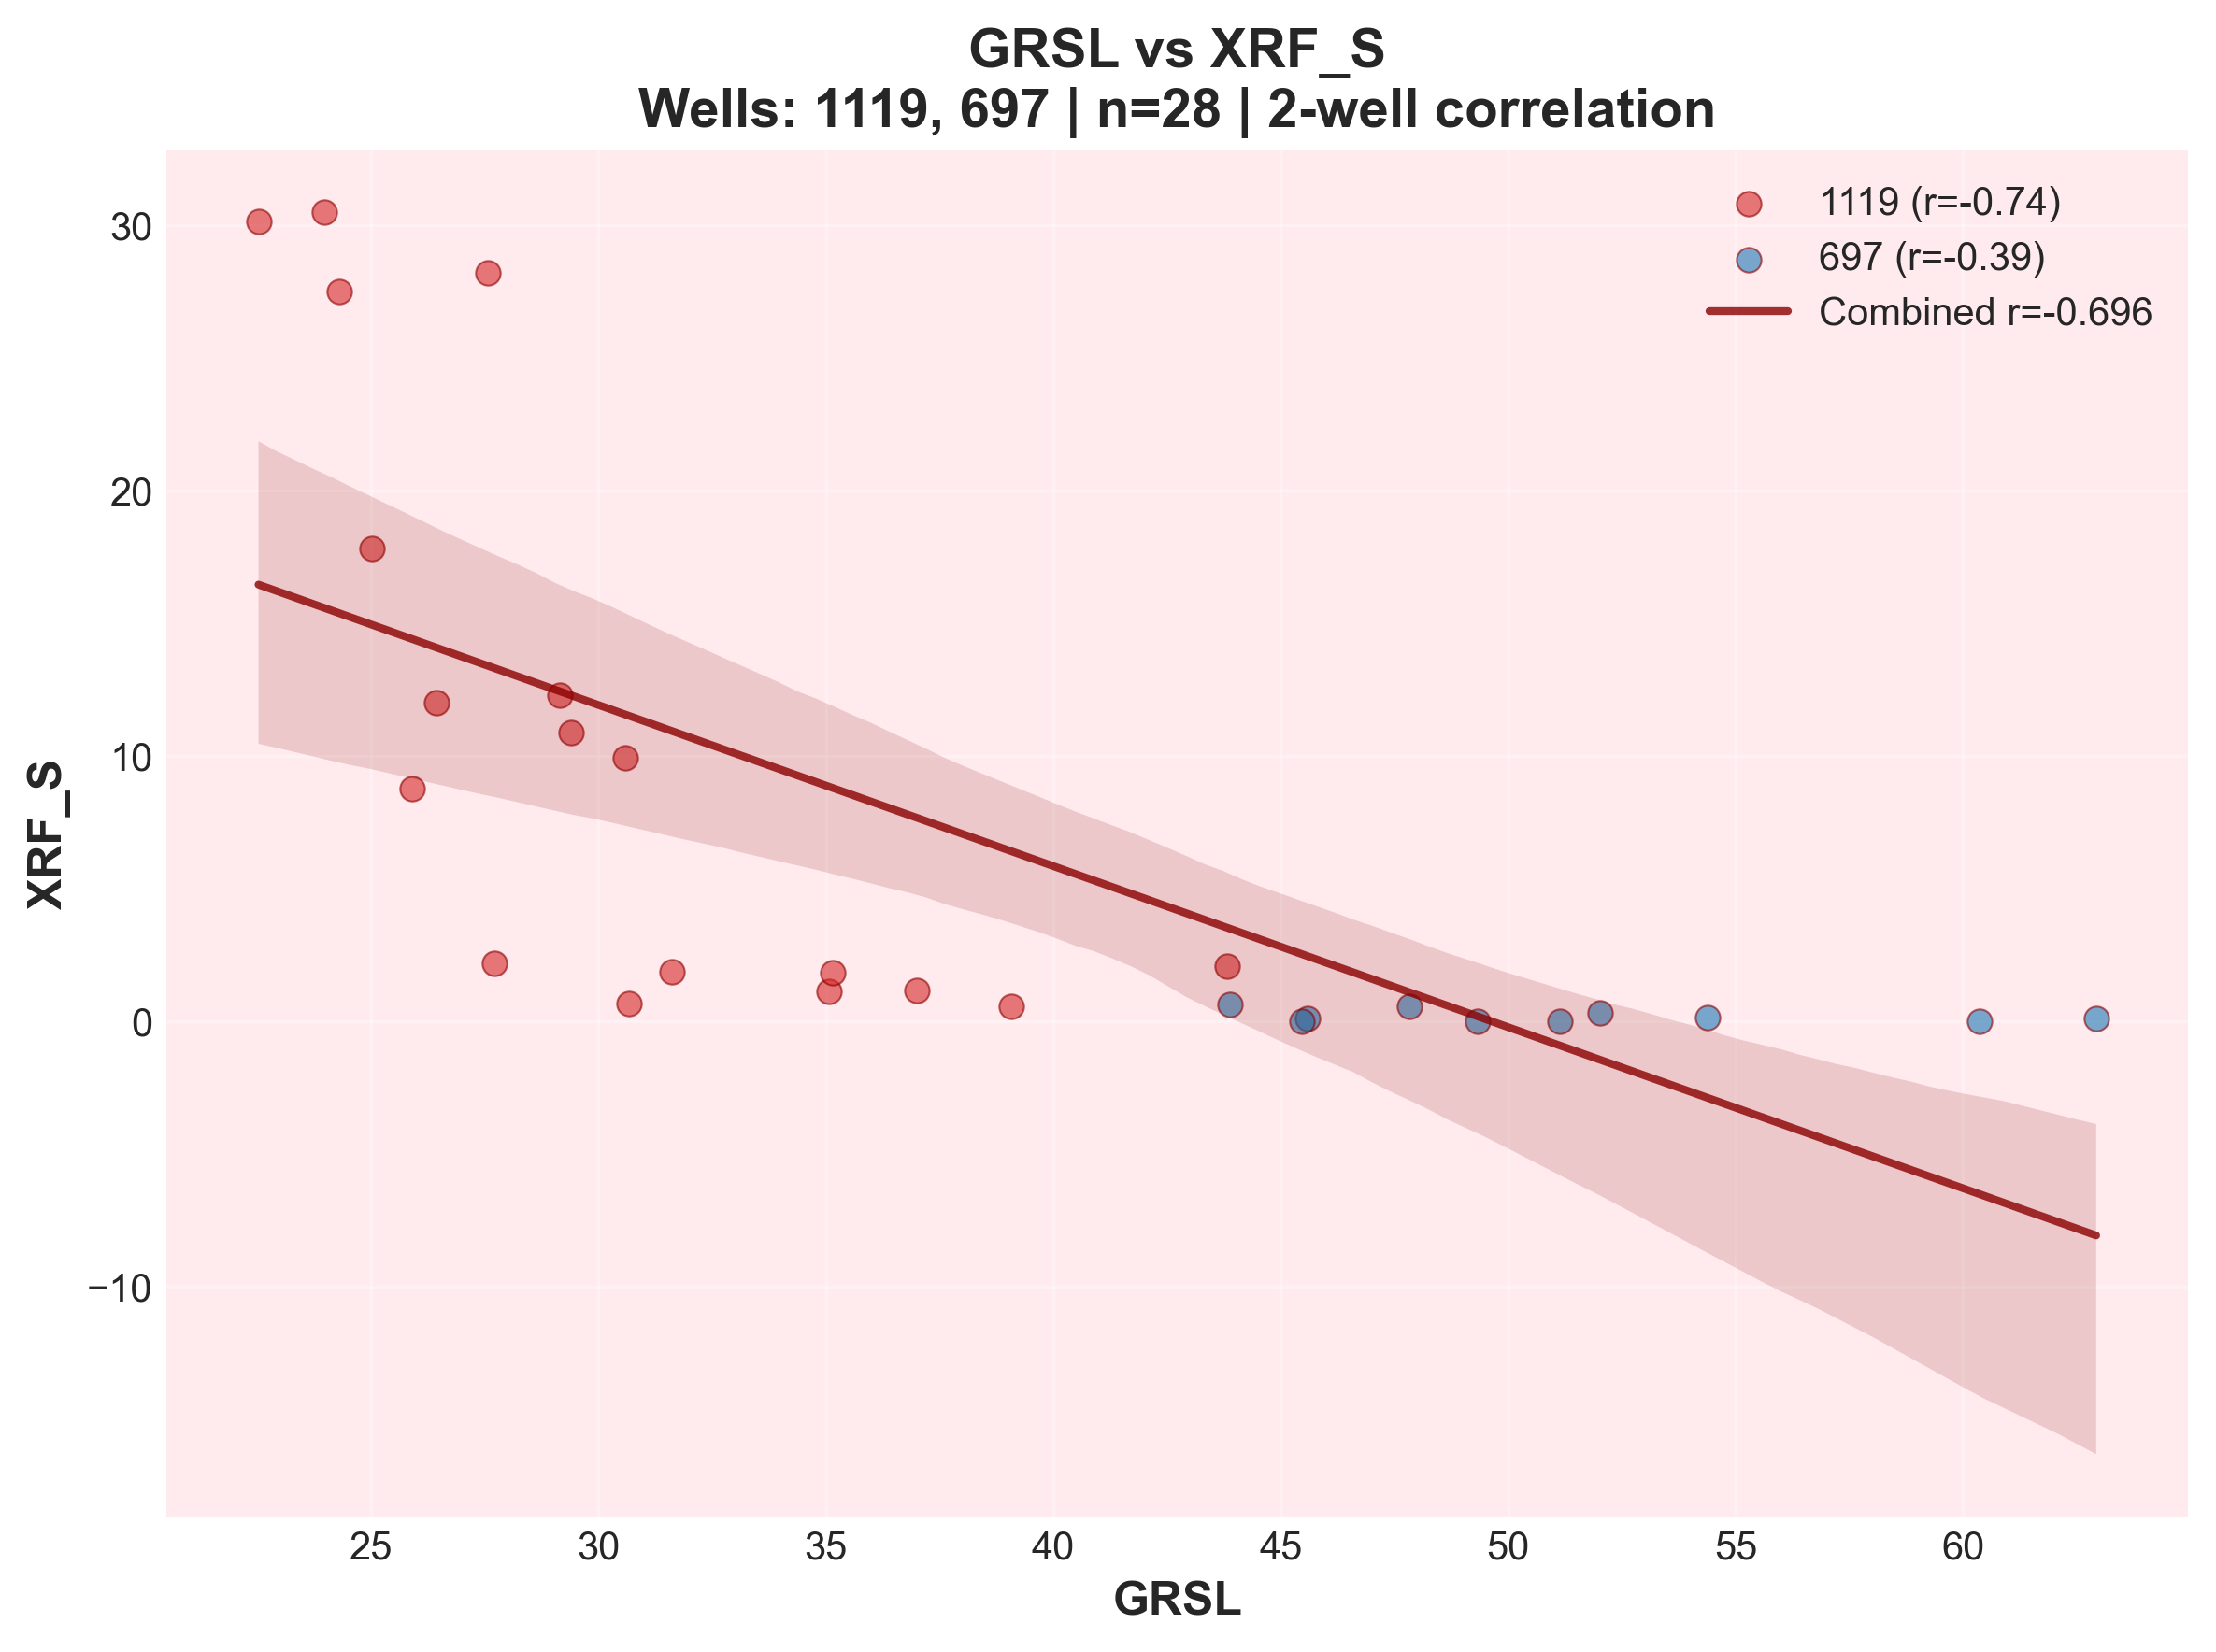 GRSL vs XRF_S
Wells: 1119, 697 | n=28 | 2-well correlation
1119 (r=-0.74)
697 (r=-0.39)
Combined r=-0.696
30
20
10
0
−10
XRF_S
25 30 35 40 45 50 55 60
GRSL